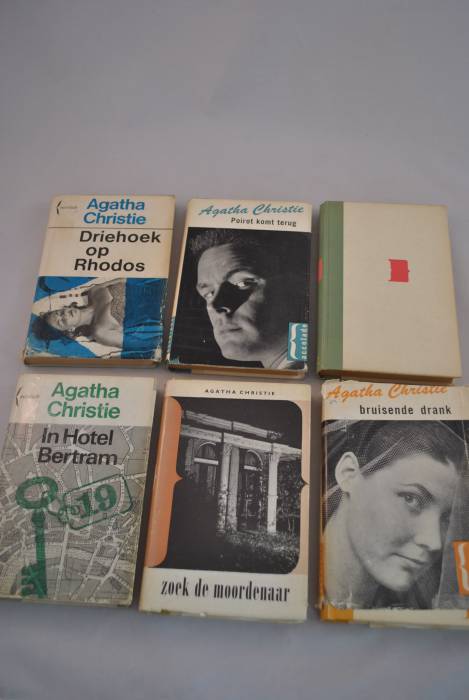 Agatha
Christie
Driehoek
op
Rhodos
Agatha Christie
Poirot komt terug
accolade
Agatha
Christie
In Hotel
Bertram
19
AGATHA CHRISTIE
zoek de moordenaar
Agatha Christie
bruisende drank